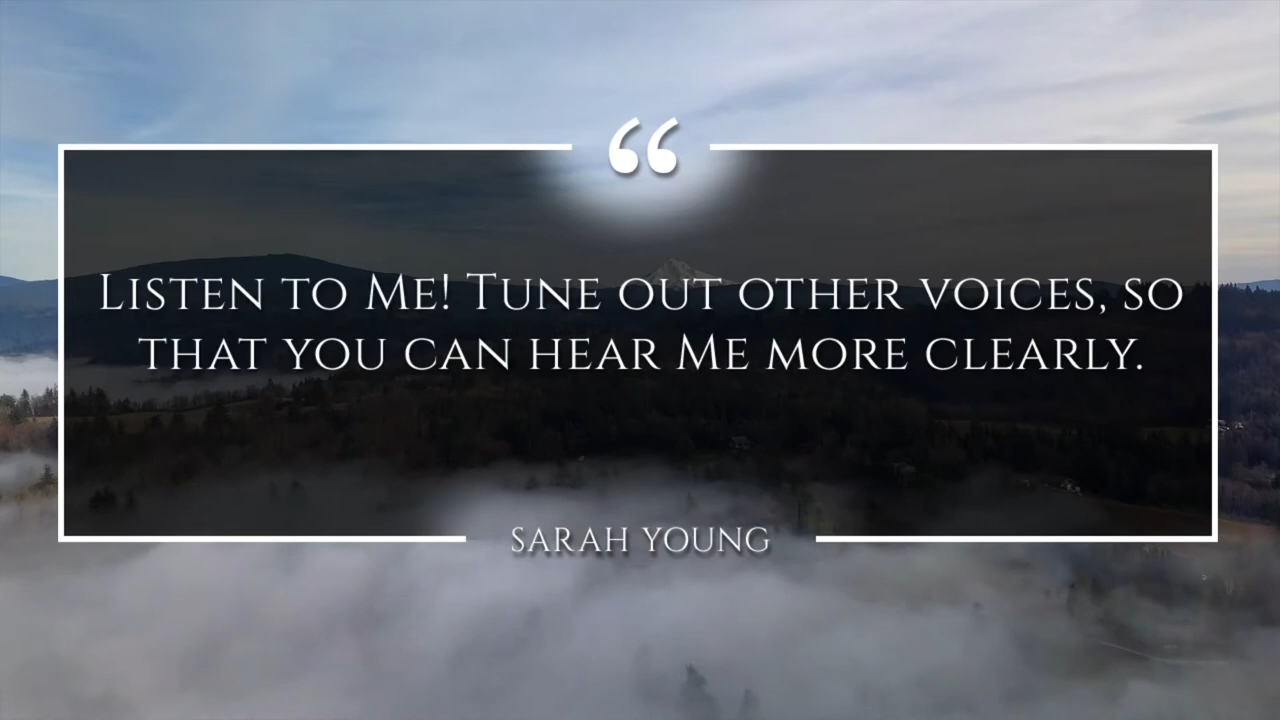 “
Listen to Me! Tune out other voices, so
that you can hear Me more clearly.
Sarah Young